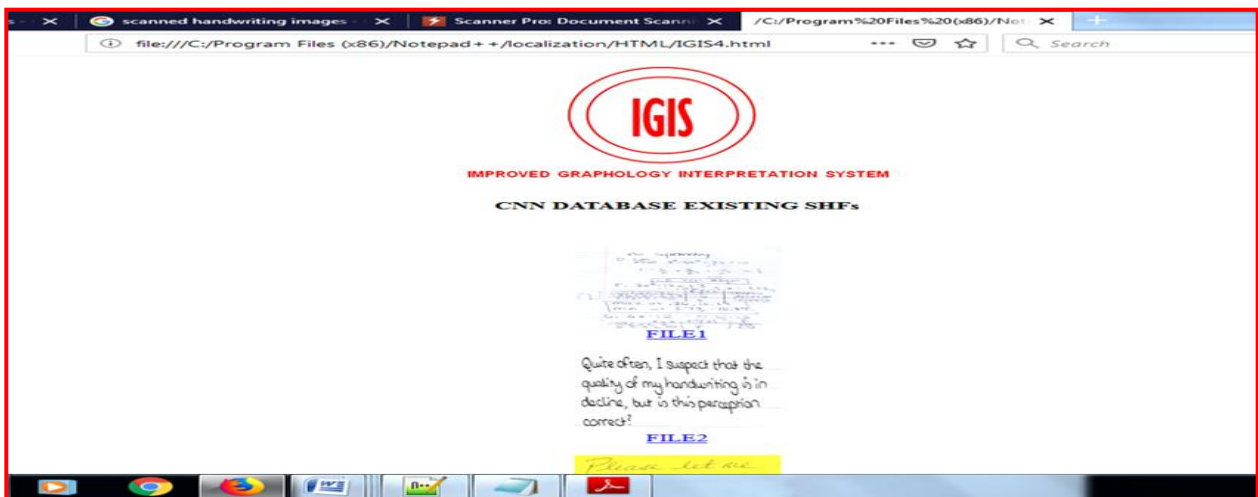 s - X scanned handwriting images - X Scanner Pro: Document Scanni X /C:/Program%20Files%20(x86)/Not X +
file:///C:/Program Files (x86)/Notepad++/localization/HTML/IGIS4.html ... Search
IGIS
IMPROVED GRAPHOLOGY INTERPRETATION SYSTEM
CNN DATABASE EXISTING SHFs
FILE1
Quite often, I suspect that the
quality of my handwriting is in
decline, but is this perception
correct?
FILE2
Please let me